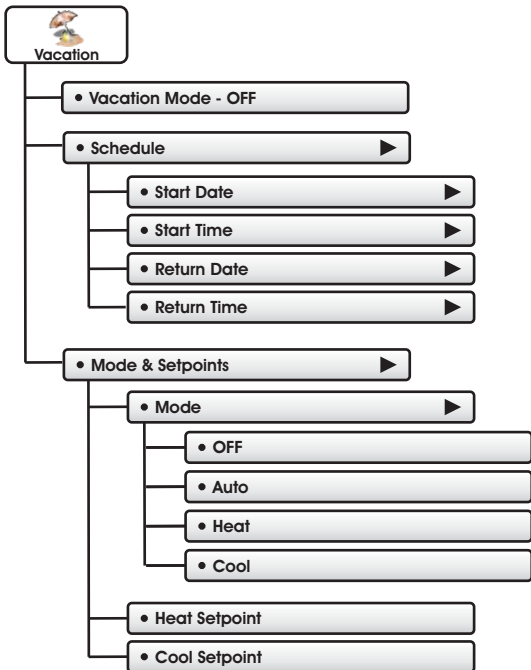 Vacation
• Vacation Mode - OFF
• Schedule
• Start Date
• Start Time
• Return Date
• Return Time
• Mode & Setpoints
• Mode
• OFF
• Auto
• Heat
• Cool
• Heat Setpoint
• Cool Setpoint